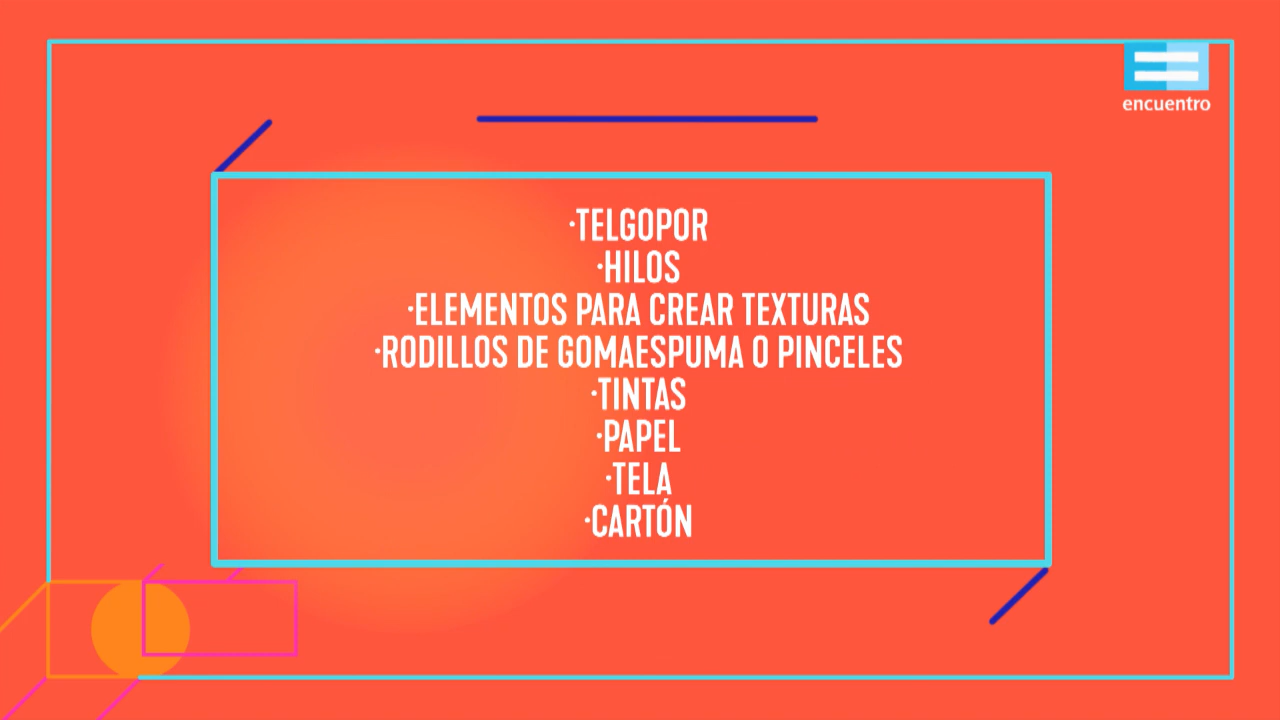 encuentro
·TELGOPOR
·HILOS
·ELEMENTOS PARA CREAR TEXTURAS
·RODILLOS DE GOMAESPUMA O PINCELES
·TINTAS
·PAPEL
·TELA
·CARTÓN